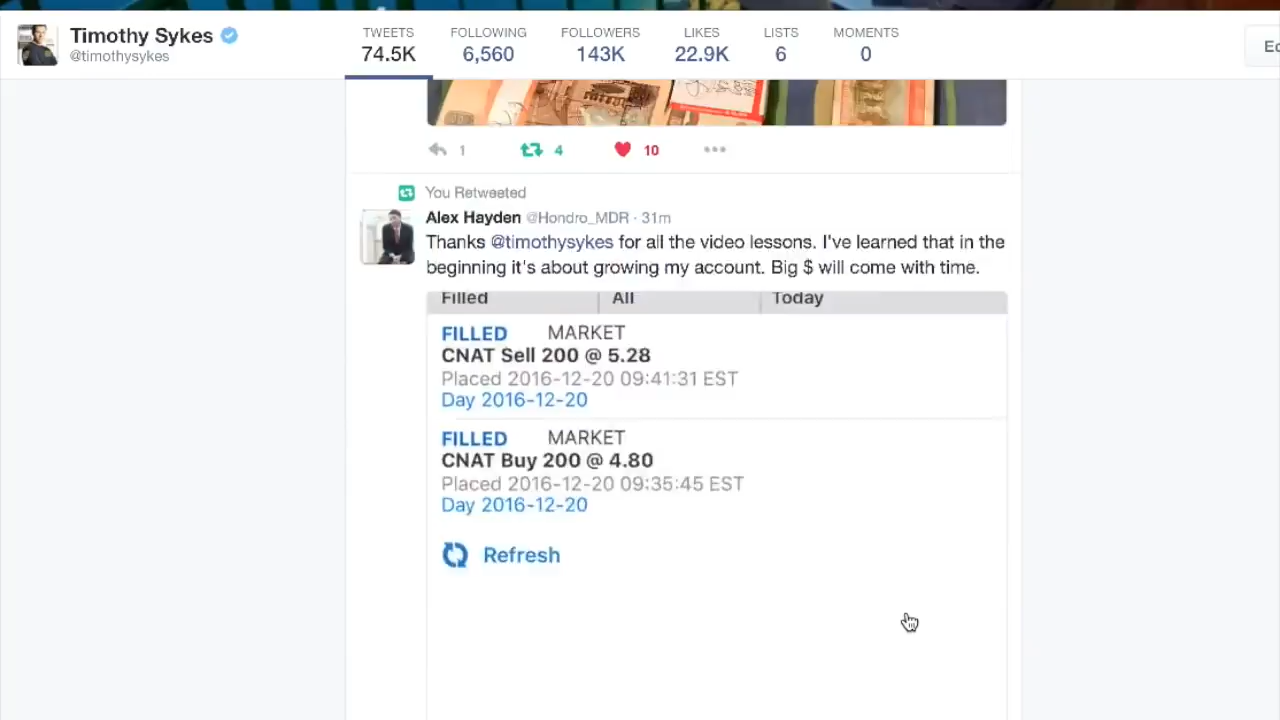 Timothy Sykes
@timothysykes
TWEETS
74.5K
FOLLOWING
6,560
FOLLOWERS
143K
LIKES
22.9K
LISTS
6
MOMENTS
0
1
4
10
You Retweeted
Alex Hayden @Hondro_MDR · 31m
Thanks @timothysykes for all the video lessons. I've learned that in the
beginning it's about growing my account. Big $ will come with time.
Filled All Today
FILLED MARKET
CNAT Sell 200 @ 5.28
Placed 2016-12-20 09:41:31 EST
Day 2016-12-20
FILLED MARKET
CNAT Buy 200 @ 4.80
Placed 2016-12-20 09:35:45 EST
Day 2016-12-20
Refresh